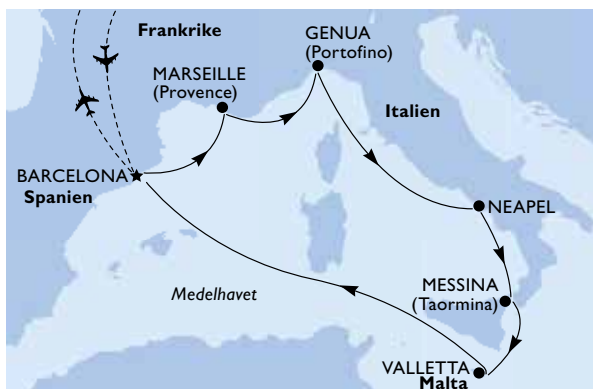 Frankrike
GENUA
(Portofino)
MARSEILLE
(Provence)
Italien
BARCELONA
Spanien
NEAPEL
MESSINA
(Taormina)
Medelhavet
VALLETTA
Malta